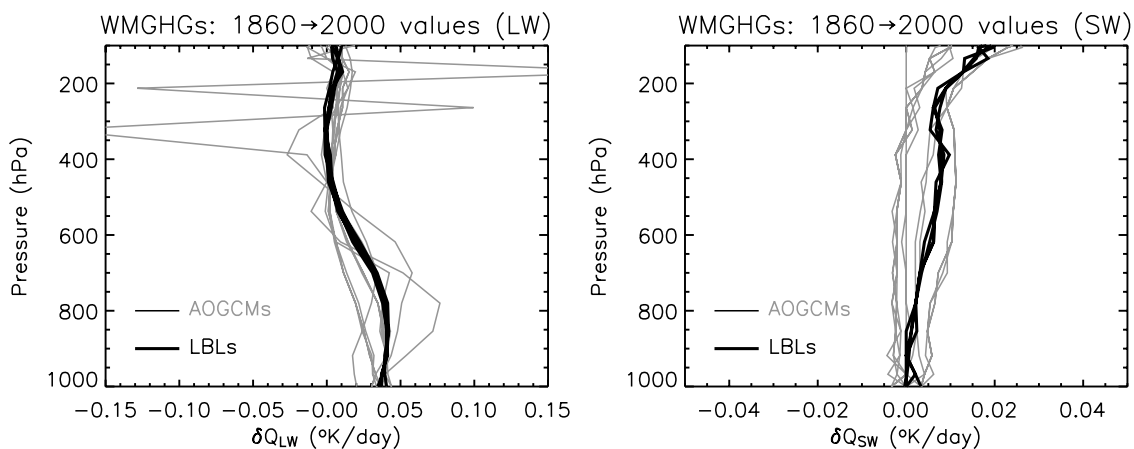 WMGHGs: 1860→2000 values (LW)
Pressure (hPa)
200
400
600
800
1000
AOGCMs
LBLs
−0.15 −0.10 −0.05 −0.00 0.05 0.10 0.15
δQLW (°K/day)
WMGHGs: 1860→2000 values (SW)
Pressure (hPa)
200
400
600
800
1000
AOGCMs
LBLs
−0.04 −0.02 0.00 0.02 0.04
δQSW (°K/day)